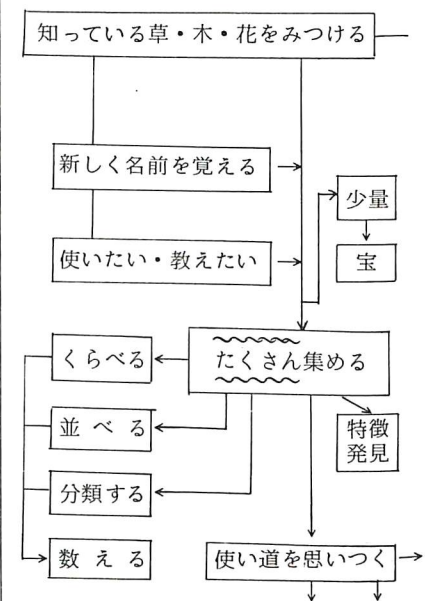 知っている草・木・花をみつける
新しく名前を覚える
少量
使いたい・教えたい
宝
くらべる
たくさん集める
並べる
特徴
発見
分類する
数える
使い道を思いつく